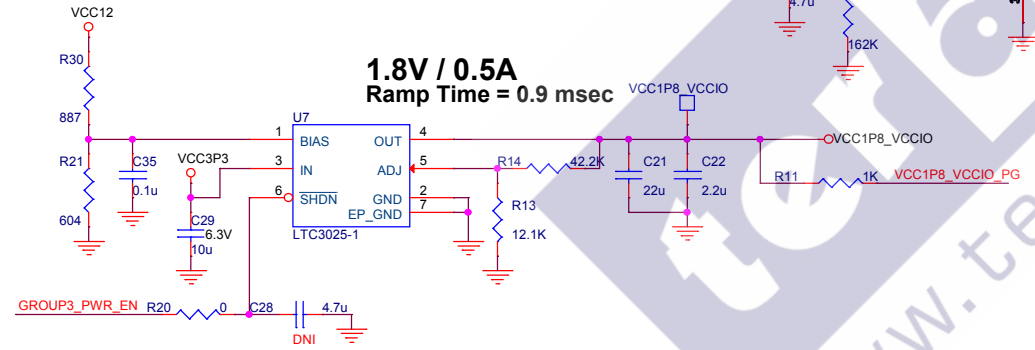 VCC12
4.7u
162K
R30
887
1.8V / 0.5A
Ramp Time = 0.9 msec
VCC1P8_VCCIO
U7
1 BIAS OUT 4
VCC1P8_VCCIO
R21
604
C35
0.1u
VCC3P3
3 IN ADJ 5
R14 42.2K
C21
22u
C22
2.2u
R11 1K VCC1P8_VCCIO_PG
6 SHDN GND 2
EP_GND 7
LTC3025-1
R13
12.1K
C29
6.3V
10u
GROUP3_PWR_EN R20 0 C28 4.7u
DNI
tera
www.te